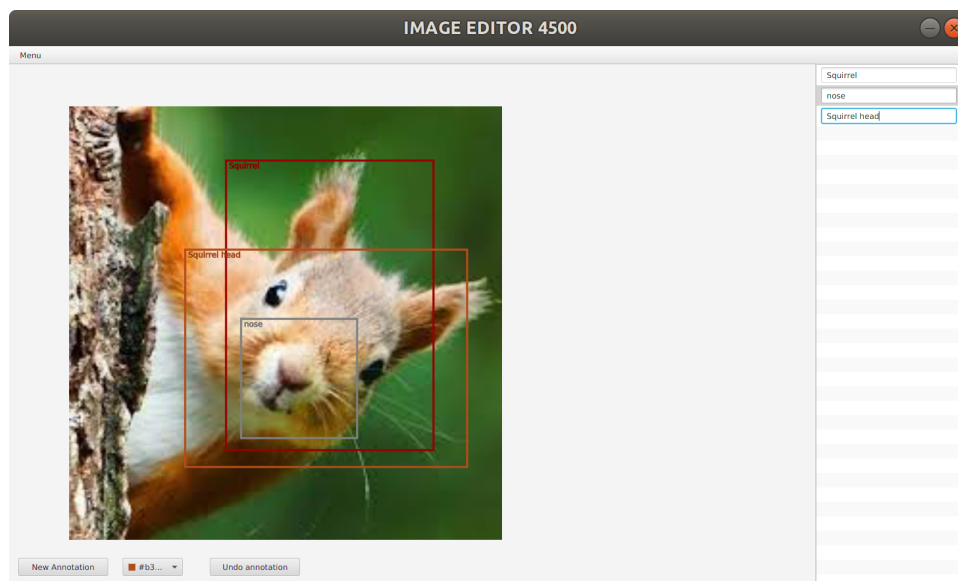 IMAGE EDITOR 4500
Menu
Squirrel
nose
Squirrel head
Squirrel
Squirrel head
nose
New Annotation
#b3...
Undo annotation